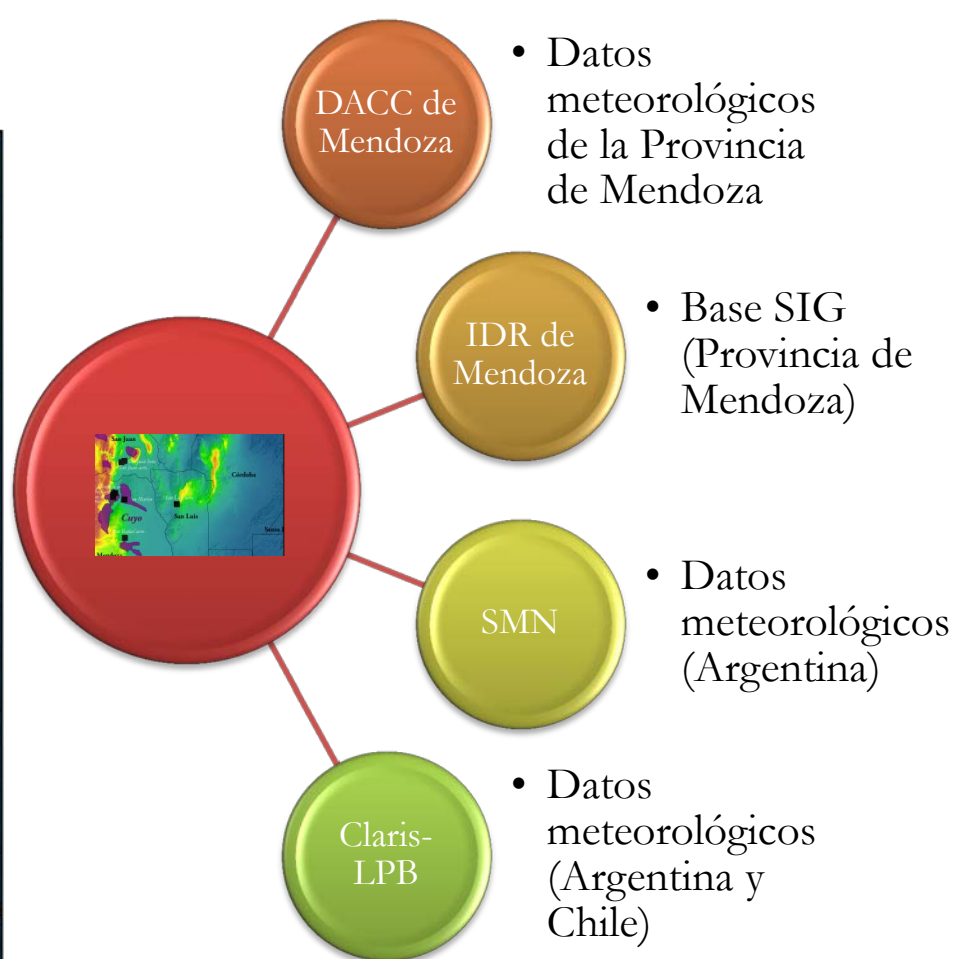 DACC de
Mendoza
• Datos
meteorológicos
de la Provincia
de Mendoza
IDR de
Mendoza
• Base SIG
(Provincia de
Mendoza)
San Juan
Córdoba
Cuyo
San Luis
SMN
• Datos
meteorológicos
(Argentina)
Claris-
LPB
• Datos
meteorológicos
(Argentina y
Chile)